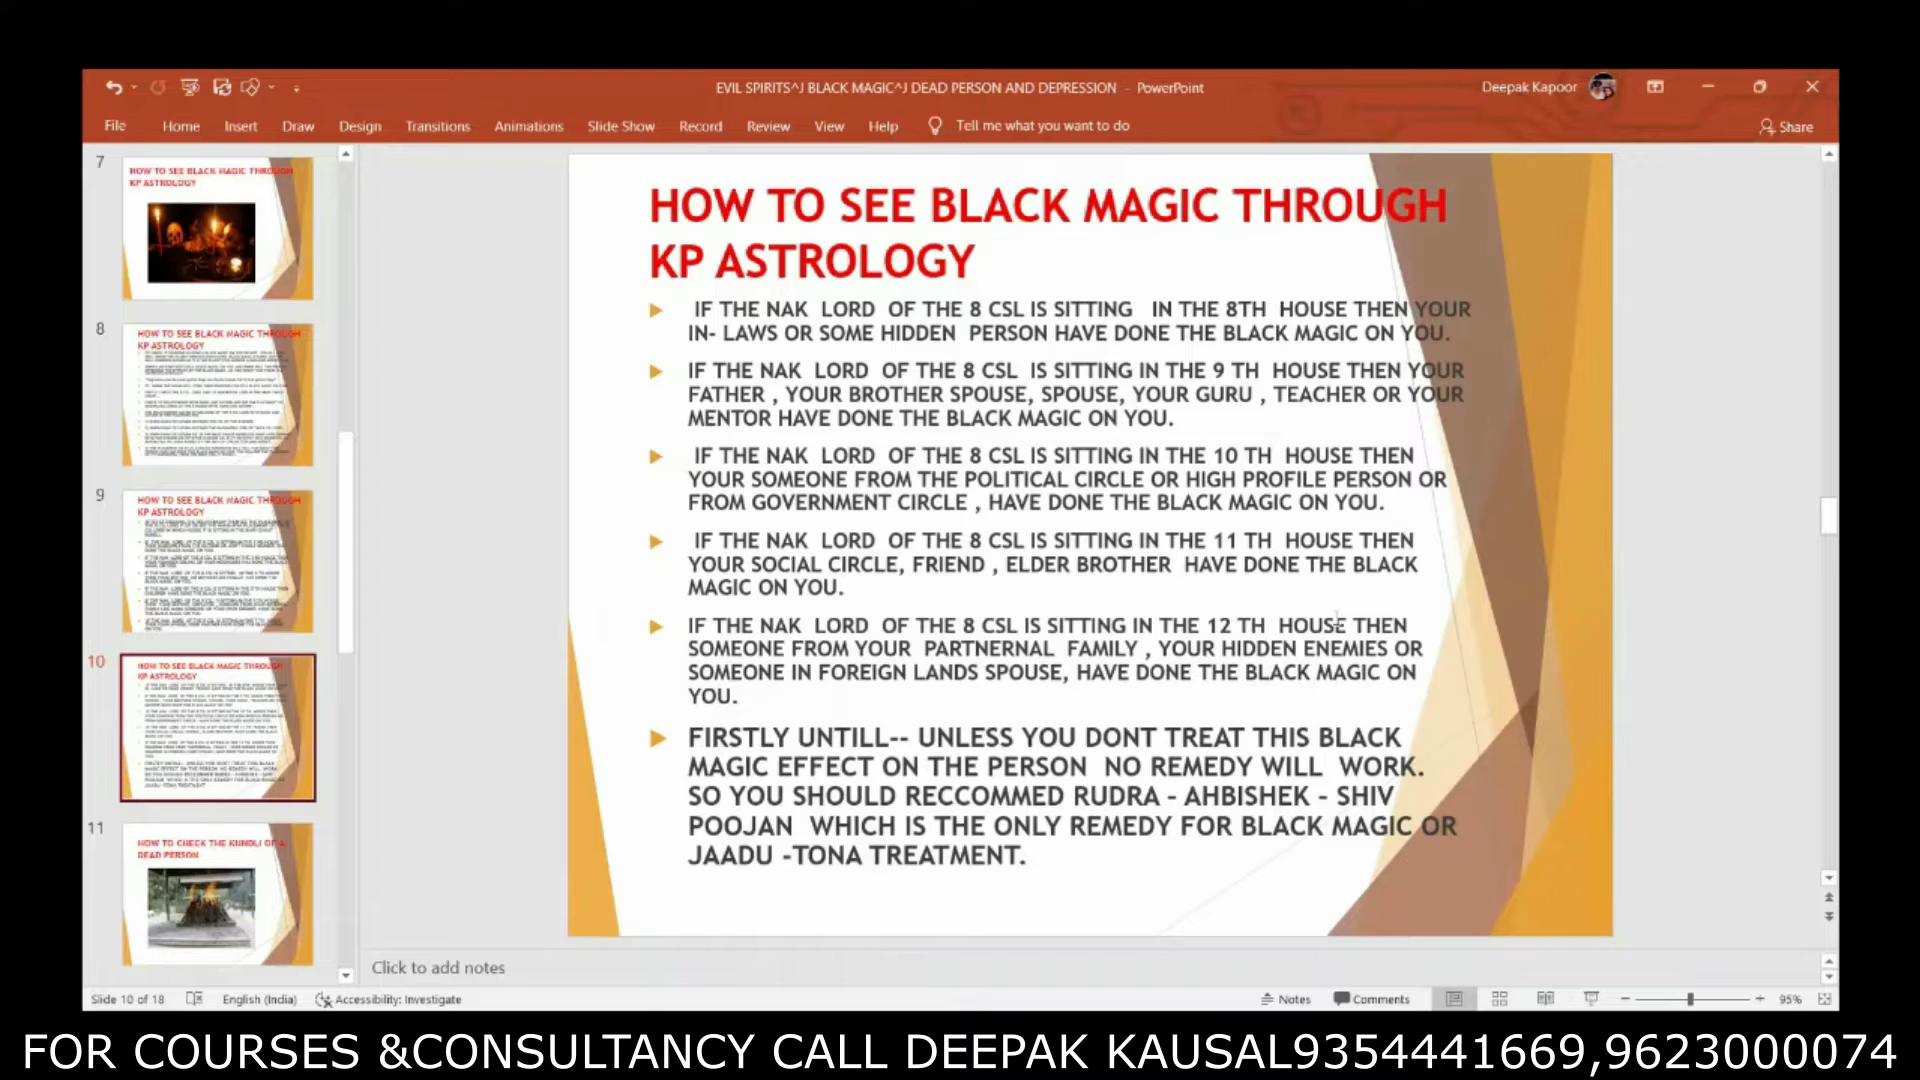 EVIL SPIRITS^J BLACK MAGIC^J DEAD PERSON AND DEPRESSION - PowerPoint
Deepak Kapoor
File Home Insert Draw Design Transitions Animations Slide Show Record Review View Help Tell me what you want to do Share
7
HOW TO SEE BLACK MAGIC THROUGH
KP ASTROLOGY
8
HOW TO SEE BLACK MAGIC THROUGH
KP ASTROLOGY
9
HOW TO SEE BLACK MAGIC THROUGH
KP ASTROLOGY
10
HOW TO SEE BLACK MAGIC THROUGH
KP ASTROLOGY
11
HOW TO CHECK THE KUNDLI OF A
DEAD PERSON
HOW TO SEE BLACK MAGIC THROUGH
KP ASTROLOGY
IF THE NAK LORD OF THE 8 CSL IS SITTING IN THE 8TH HOUSE THEN YOUR
IN- LAWS OR SOME HIDDEN PERSON HAVE DONE THE BLACK MAGIC ON YOU.
IF THE NAK LORD OF THE 8 CSL IS SITTING IN THE 9 TH HOUSE THEN YOUR
FATHER , YOUR BROTHER SPOUSE, SPOUSE, YOUR GURU , TEACHER OR YOUR
MENTOR HAVE DONE THE BLACK MAGIC ON YOU.
IF THE NAK LORD OF THE 8 CSL IS SITTING IN THE 10 TH HOUSE THEN
YOUR SOMEONE FROM THE POLITICAL CIRCLE OR HIGH PROFILE PERSON OR
FROM GOVERNMENT CIRCLE , HAVE DONE THE BLACK MAGIC ON YOU.
IF THE NAK LORD OF THE 8 CSL IS SITTING IN THE 11 TH HOUSE THEN
YOUR SOCIAL CIRCLE, FRIEND , ELDER BROTHER HAVE DONE THE BLACK
MAGIC ON YOU.
IF THE NAK LORD OF THE 8 CSL IS SITTING IN THE 12 TH HOUSE THEN
SOMEONE FROM YOUR PARTNERNAL FAMILY , YOUR HIDDEN ENEMIES OR
SOMEONE IN FOREIGN LANDS SPOUSE, HAVE DONE THE BLACK MAGIC ON
YOU.
FIRSTLY UNTILL-- UNLESS YOU DONT TREAT THIS BLACK
MAGIC EFFECT ON THE PERSON NO REMEDY WILL WORK.
SO YOU SHOULD RECCOMMED RUDRA - AHBISHEK - SHIV
POOJAN WHICH IS THE ONLY REMEDY FOR BLACK MAGIC OR
JAADU -TONA TREATMENT.
Click to add notes
Slide 10 of 18 English (India) Accessibility: Investigate Notes Comments 95%
FOR COURSES &CONSULTANCY CALL DEEPAK KAUSAL9354441669,9623000074